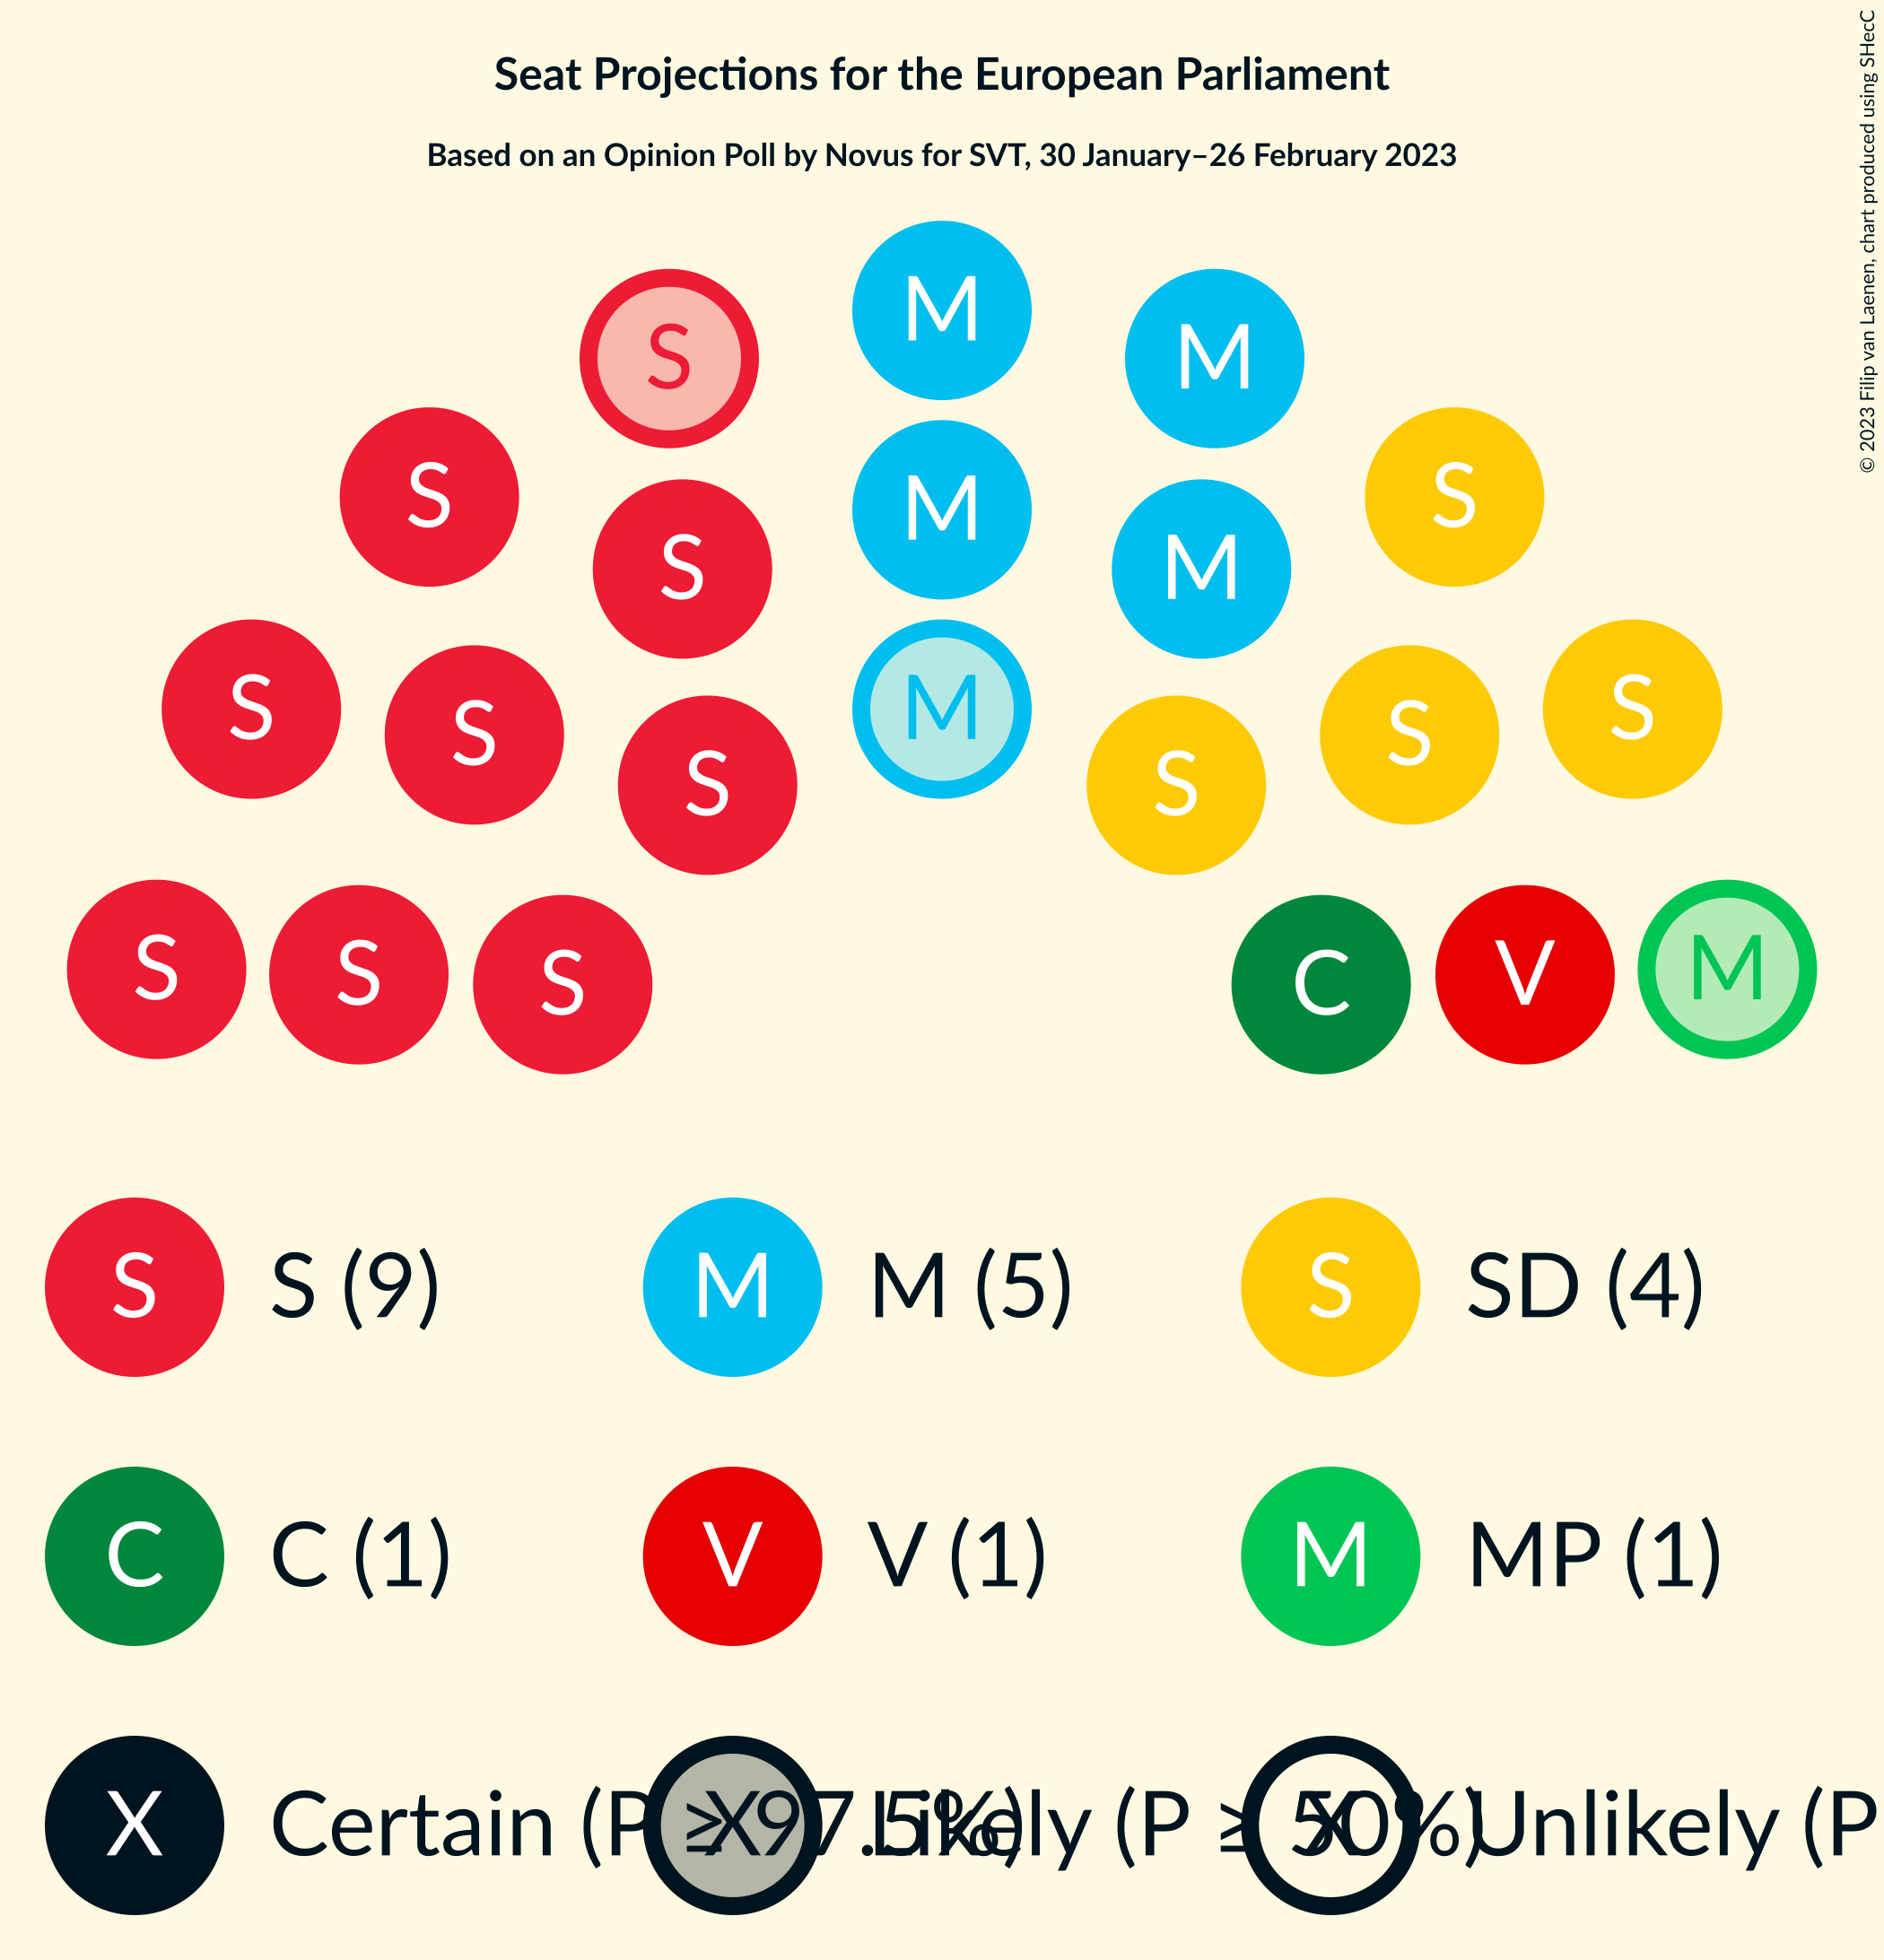 Seat Projections for the European Parliament
Based on an Opinion Poll by Novus for SVT, 30 January–26 February 2023
© 2023 Filip van Laenen, chart produced using SHecC
M
S M
S M S
S M
S M S
S S
S S
S S
S S
S C
S V
S M
S S (9) M M (5) S SD (4)
C C (1) V V (1) M MP (1)
X Certain (P ≥ 97.5%) X Likely (P ≥ 50%) X Unlikely (P